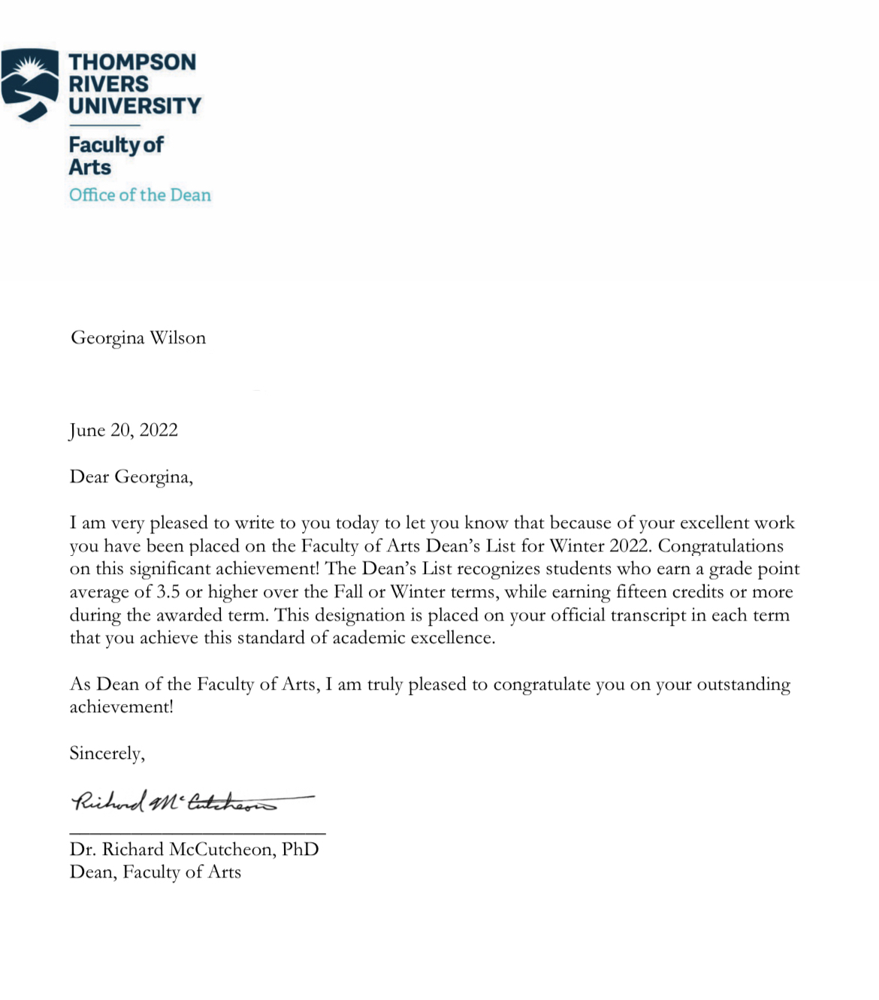 THOMPSON
RIVERS
UNIVERSITY
Faculty of
Arts
Office of the Dean
Georgina Wilson
June 20, 2022
Dear Georgina,
I am very pleased to write to you today to let you know that because of your excellent work
you have been placed on the Faculty of Arts Dean’s List for Winter 2022. Congratulations
on this significant achievement! The Dean’s List recognizes students who earn a grade point
average of 3.5 or higher over the Fall or Winter terms, while earning fifteen credits or more
during the awarded term. This designation is placed on your official transcript in each term
that you achieve this standard of academic excellence.
As Dean of the Faculty of Arts, I am truly pleased to congratulate you on your outstanding
achievement!
Sincerely,
Richard McCutcheon
Dr. Richard McCutcheon, PhD
Dean, Faculty of Arts